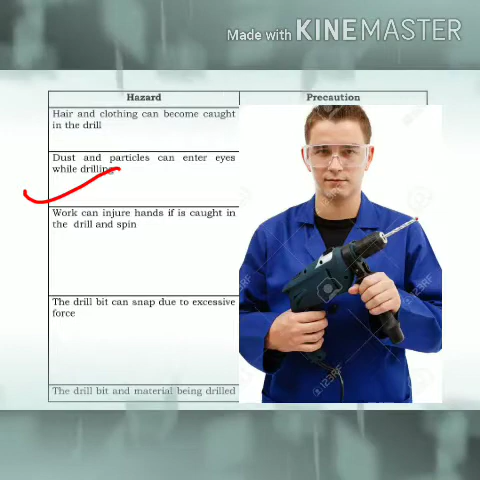 Made with KINEMASTER
Hazard
Precaution
Hair and clothing can become caught
in the drill
Dust and particles can enter eyes
while drilling
Work can injure hands if is caught in
the drill and spin
The drill bit can snap due to excessive
force
The drill bit and material being drilled
123RF
123RF